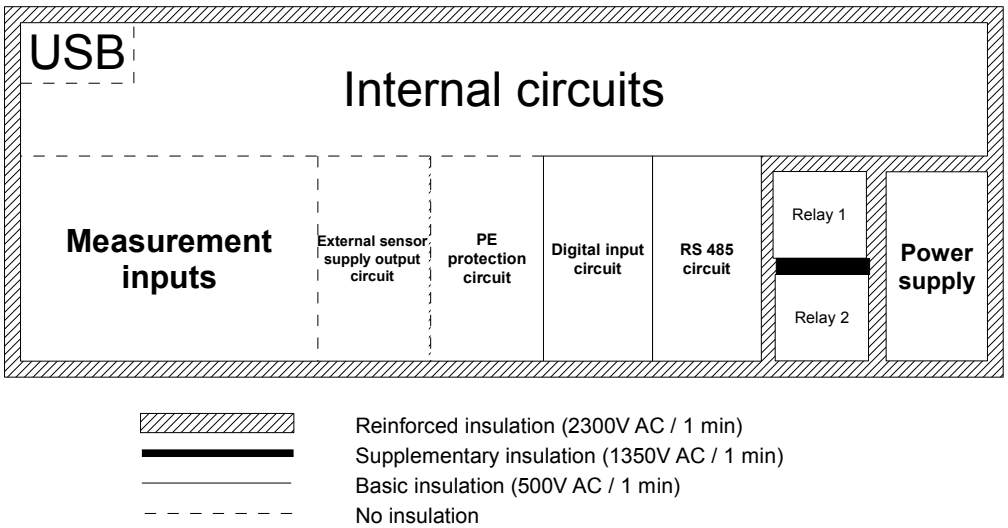 USB
Internal circuits
Measurement
inputs
External sensor
supply output
circuit
PE
protection
circuit
Digital input
circuit
RS 485
circuit
Relay 1
Relay 2
Power
supply
Reinforced insulation (2300V AC / 1 min)
Supplementary insulation (1350V AC / 1 min)
Basic insulation (500V AC / 1 min)
No insulation